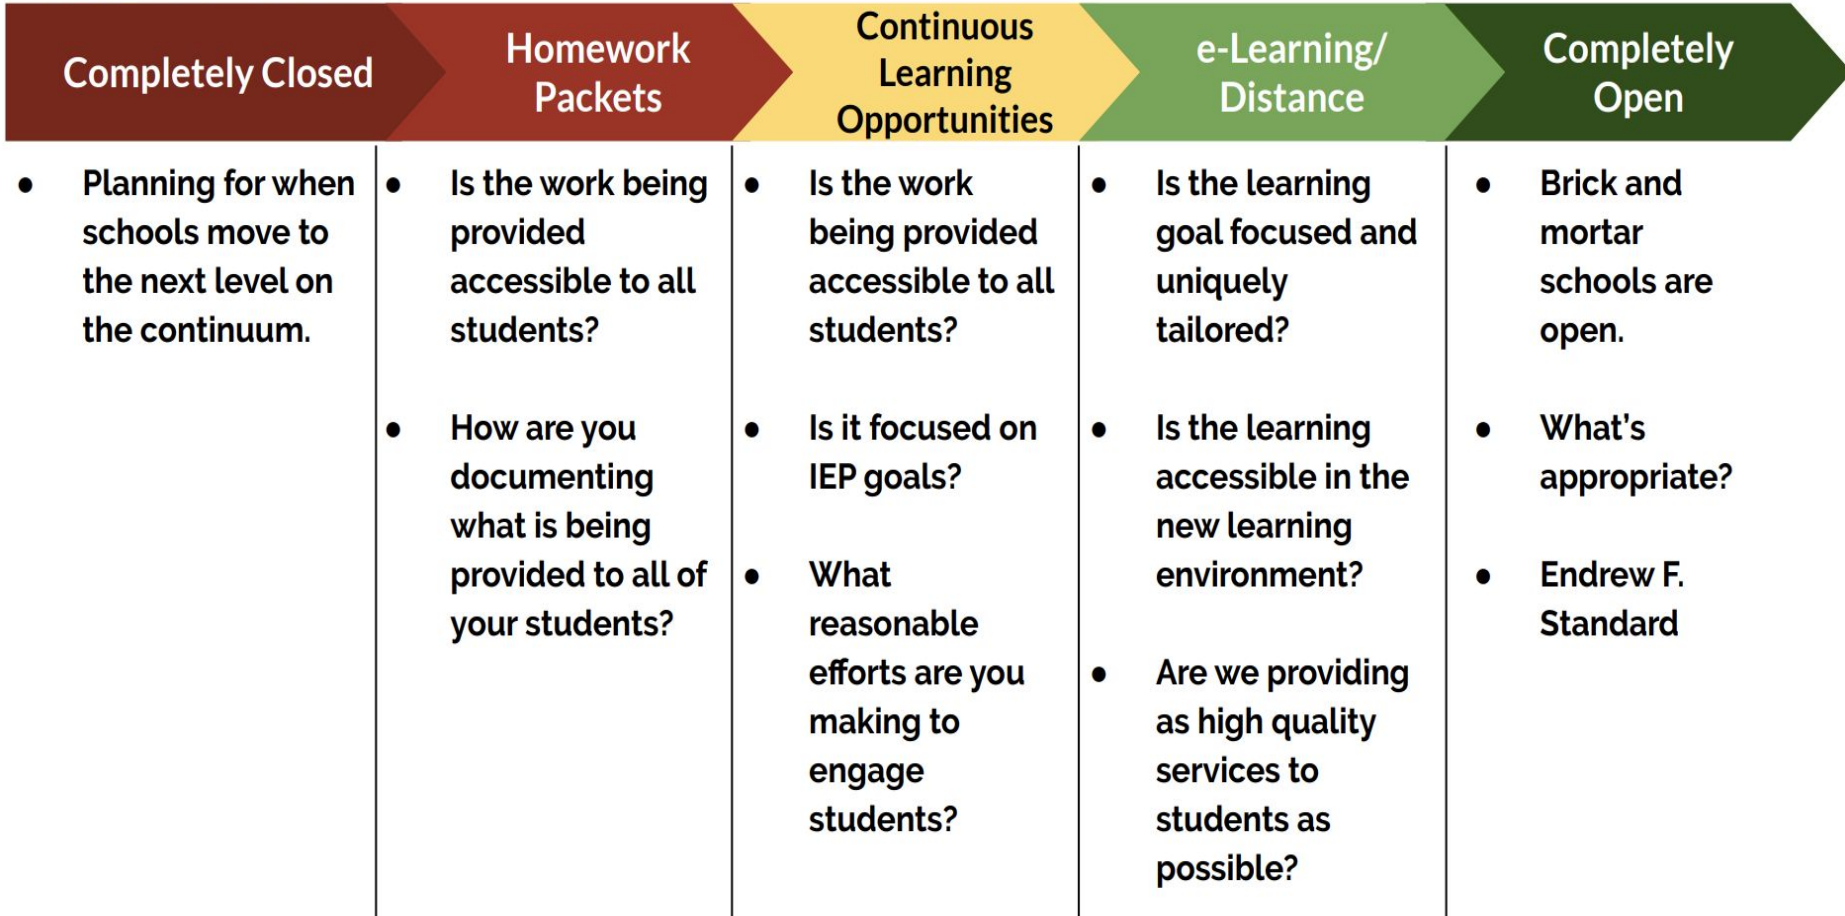 Completely Closed
Homework
Packets
Continuous
Learning
Opportunities
e-Learning/
Distance
Completely
Open
● Planning for when
schools move to
the next level on
the continuum.
● Is the work being
provided
accessible to all
students?
● How are you
documenting
what is being
provided to all of
your students?
● Is the work
being provided
accessible to all
students?
● Is it focused on
IEP goals?
● What
reasonable
efforts are you
making to
engage
students?
● Is the learning
goal focused and
uniquely
tailored?
● Is the learning
accessible in the
new learning
environment?
● Are we providing
as high quality
services to
students as
possible?
● Brick and
mortar
schools are
open.
● What’s
appropriate?
● Endrew F.
Standard